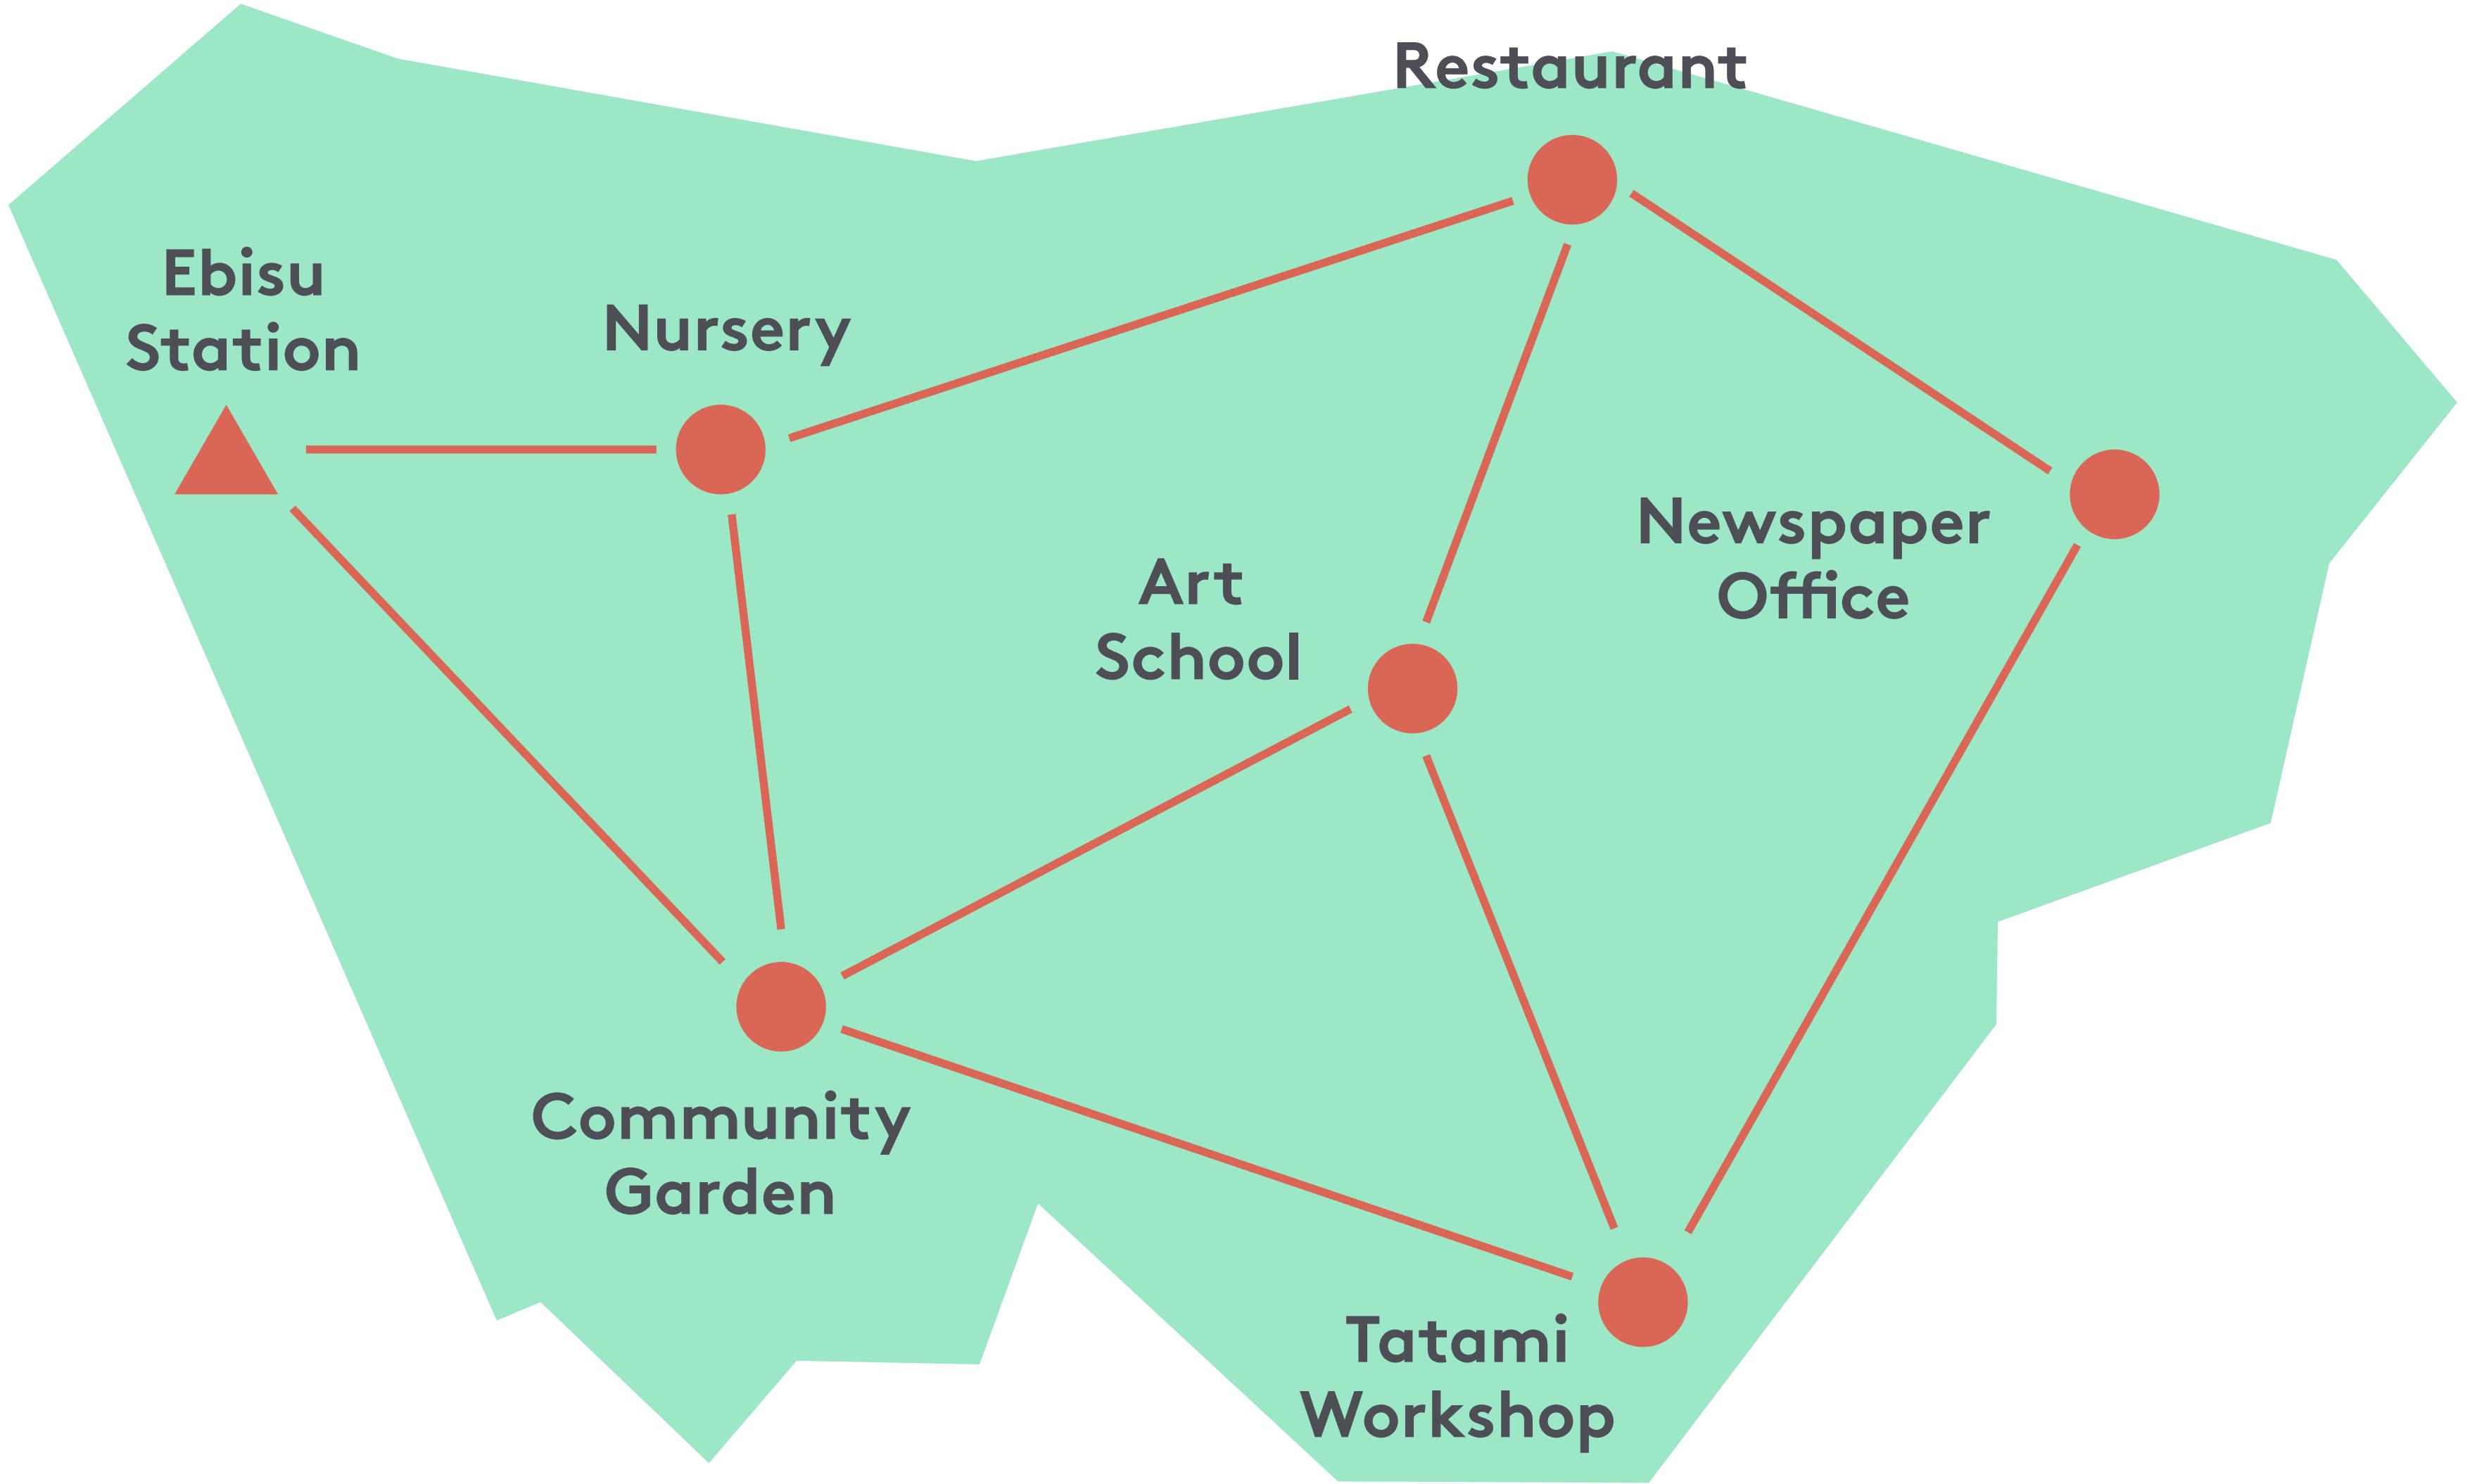 Restaurant
Ebisu
Station
Nursery
Newspaper
Office
Art
School
Community
Garden
Tatami
Workshop